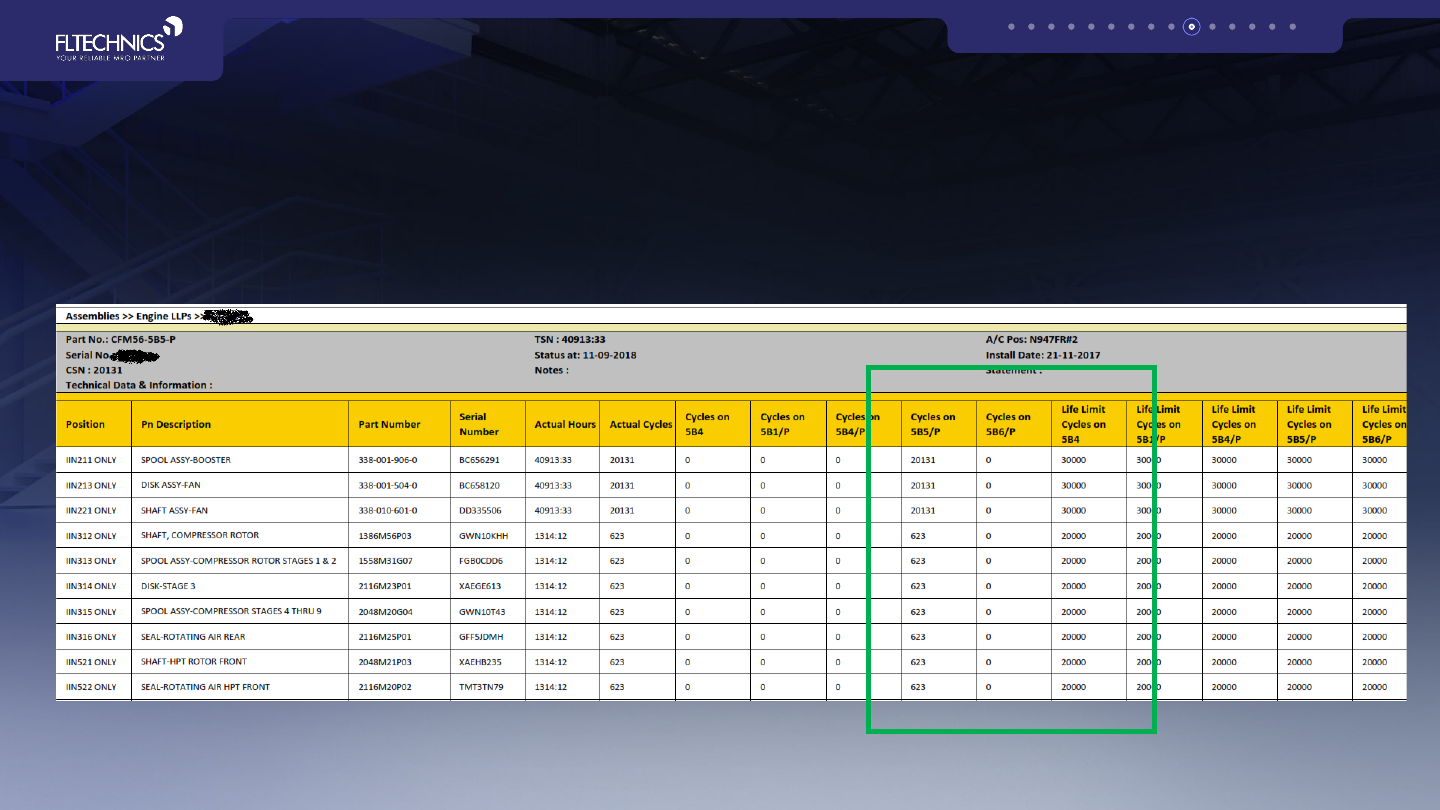 FLTECHNICS
YOUR RELIABLE MRO PARTNER
Assemblies >> Engine LLPs >>
Part No.: CFM56-5B5-P TSN : 40913:33 A/C Pos: N947FR#2
Serial No Status at: 11-09-2018 Install Date: 21-11-2017
CSN : 20131 Notes : Statement :
Technical Data & Information :
Position Pn Description Part Number Serial Number Actual Hours Actual Cycles Cycles on 5B4 Cycles on 5B1/P Cycles on 5B4/P Cycles on 5B5/P Cycles on 5B6/P Life Limit Cycles on 5B4 Life Limit Cycles on 5B1/P Life Limit Cycles on 5B4/P Life Limit Cycles on 5B5/P Life Limit Cycles on 5B6/P
IIN211 ONLY SPOOL ASSY-BOOSTER 338-001-906-0 BC656291 40913:33 20131 0 0 0 20131 0 30000 30000 30000 30000 30000
IIN213 ONLY DISK ASSY-FAN 338-001-504-0 BC658120 40913:33 20131 0 0 0 20131 0 30000 30000 30000 30000 30000
IIN221 ONLY SHAFT ASSY-FAN 338-010-601-0 DD335506 40913:33 20131 0 0 0 20131 0 30000 30000 30000 30000 30000
IIN312 ONLY SHAFT, COMPRESSOR ROTOR 1386M56P03 GWN10KHH 1314:12 623 0 0 0 623 0 20000 20000 20000 20000 20000
IIN313 ONLY SPOOL ASSY-COMPRESSOR ROTOR STAGES 1 & 2 1558M31G07 FGB0CDD6 1314:12 623 0 0 0 623 0 20000 20000 20000 20000 20000
IIN314 ONLY DISK-STAGE 3 2116M23P01 XAEGE613 1314:12 623 0 0 0 623 0 20000 20000 20000 20000 20000
IIN315 ONLY SPOOL ASSY-COMPRESSOR STAGES 4 THRU 9 2048M20G04 GWN10T43 1314:12 623 0 0 0 623 0 20000 20000 20000 20000 20000
IIN316 ONLY SEAL-ROTATING AIR REAR 2116M25P01 GFF5JDMH 1314:12 623 0 0 0 623 0 20000 20000 20000 20000 20000
IIN521 ONLY SHAFT-HPT ROTOR FRONT 2048M21P03 XAEHB235 1314:12 623 0 0 0 623 0 20000 20000 20000 20000 20000
IIN522 ONLY SEAL-ROTATING AIR HPT FRONT 2116M20P02 TMT3TN79 1314:12 623 0 0 0 623 0 20000 20000 20000 20000 20000